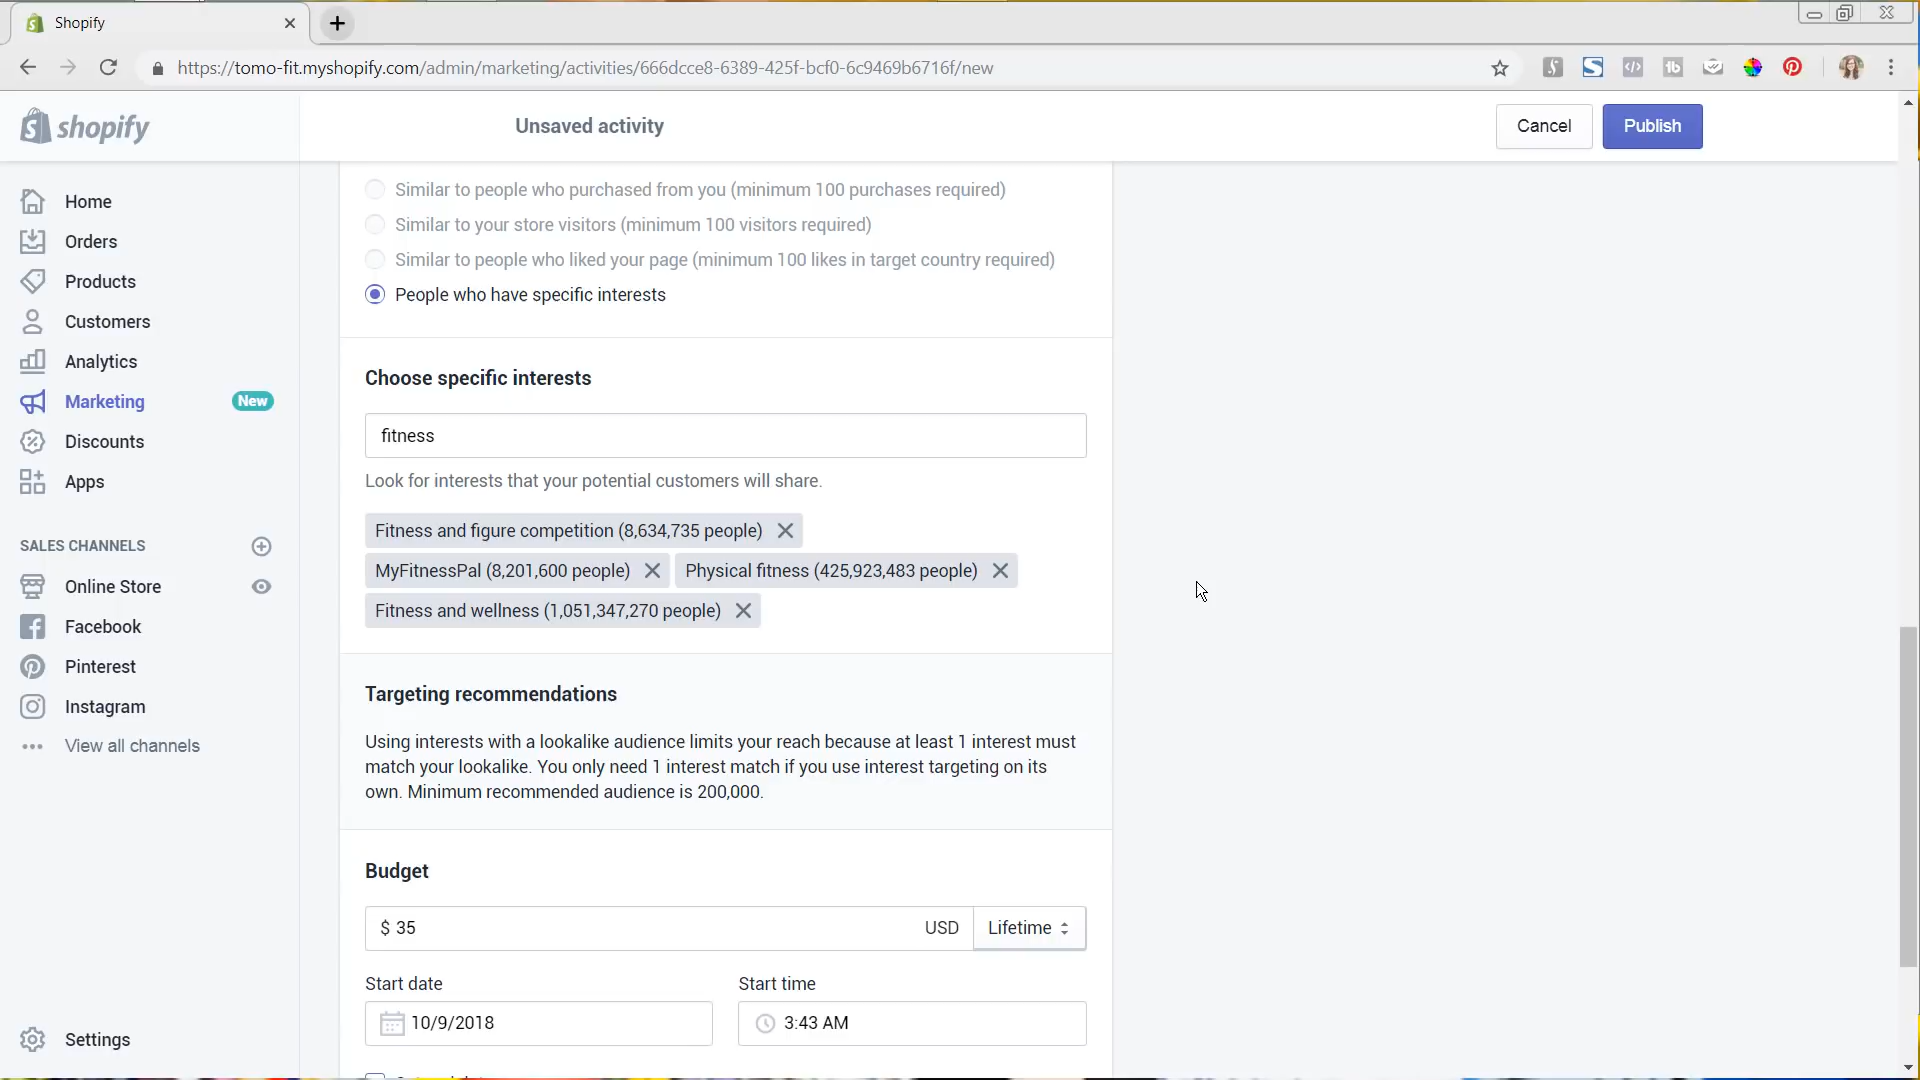 Shopify
https://tomo-fit.myshopify.com/admin/marketing/activities/666dcce8-6389-425f-bcf0-6c9469b6716f/new
shopify
Unsaved activity
Cancel
Publish
Home
Orders
Products
Customers
Analytics
Marketing
New
Discounts
Apps
SALES CHANNELS
Online Store
Facebook
Pinterest
Instagram
View all channels
Settings
Similar to people who purchased from you (minimum 100 purchases required)
Similar to your store visitors (minimum 100 visitors required)
Similar to people who liked your page (minimum 100 likes in target country required)
People who have specific interests
Choose specific interests
fitness
Look for interests that your potential customers will share.
Fitness and figure competition (8,634,735 people)
MyFitnessPal (8,201,600 people)
Physical fitness (425,923,483 people)
Fitness and wellness (1,051,347,270 people)
Targeting recommendations
Using interests with a lookalike audience limits your reach because at least 1 interest must
match your lookalike. You only need 1 interest match if you use interest targeting on its
own. Minimum recommended audience is 200,000.
Budget
$ 35
USD
Lifetime
Start date
Start time
10/9/2018
3:43 AM